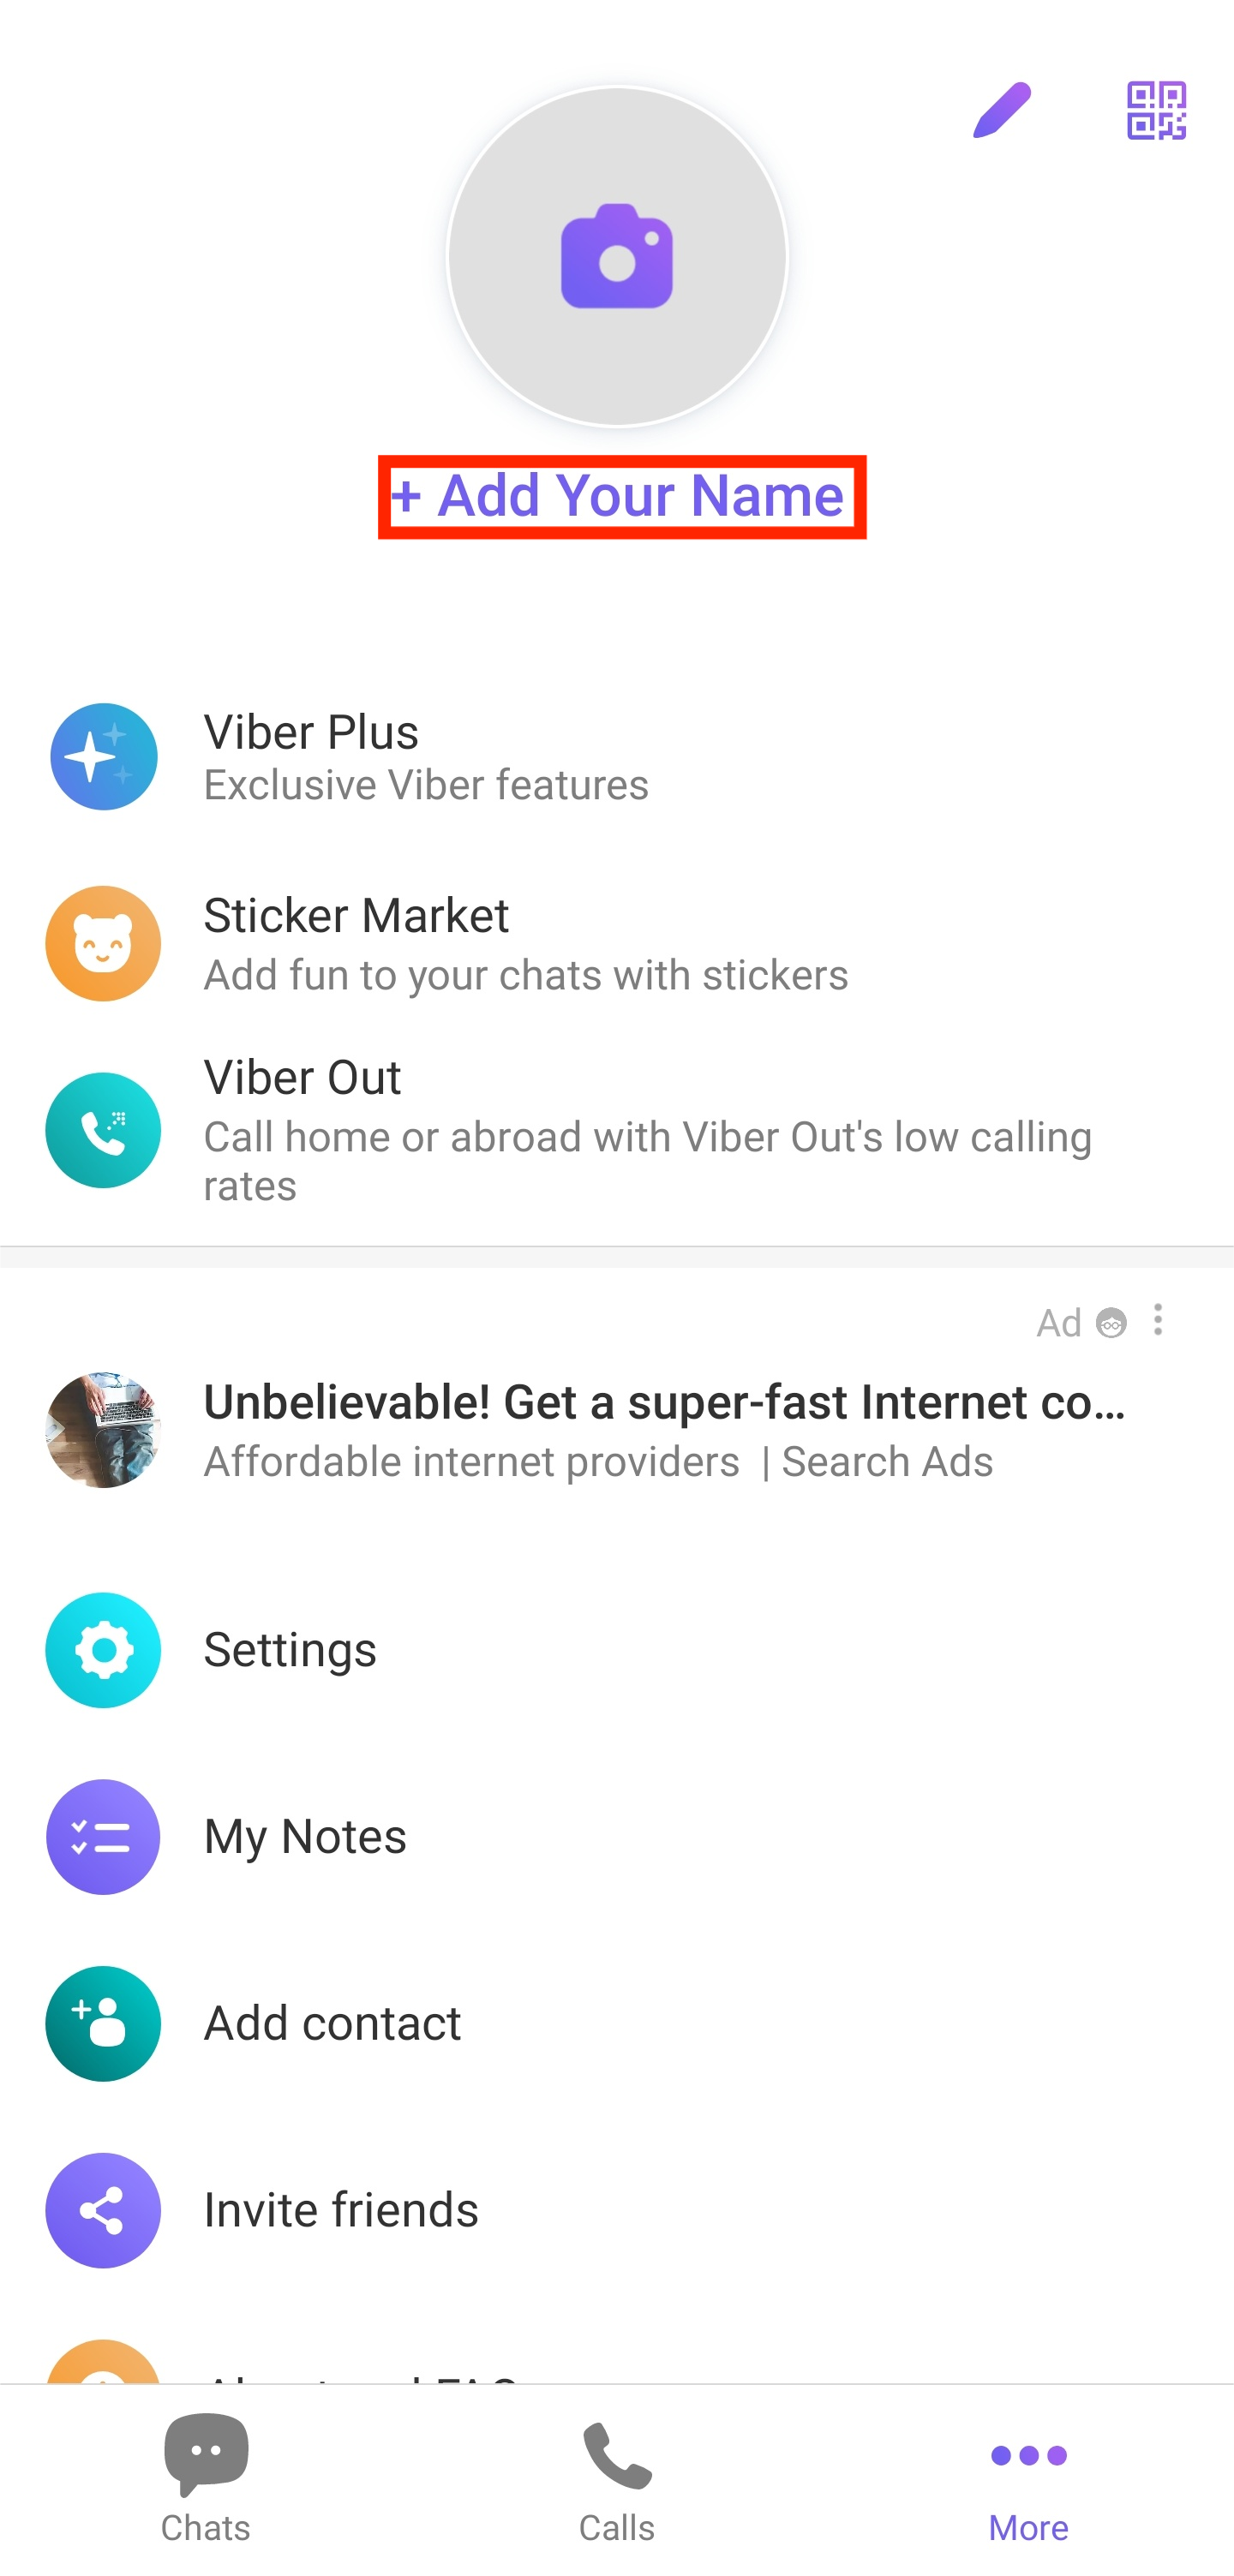 + Add Your Name
Viber Plus
Exclusive Viber features
Sticker Market
Add fun to your chats with stickers
Viber Out
Call home or abroad with Viber Out's low calling
rates
Ad
Unbelievable! Get a super-fast Internet co...
Affordable internet providers | Search Ads
Settings
My Notes
Add contact
Invite friends
Chats
Calls
More